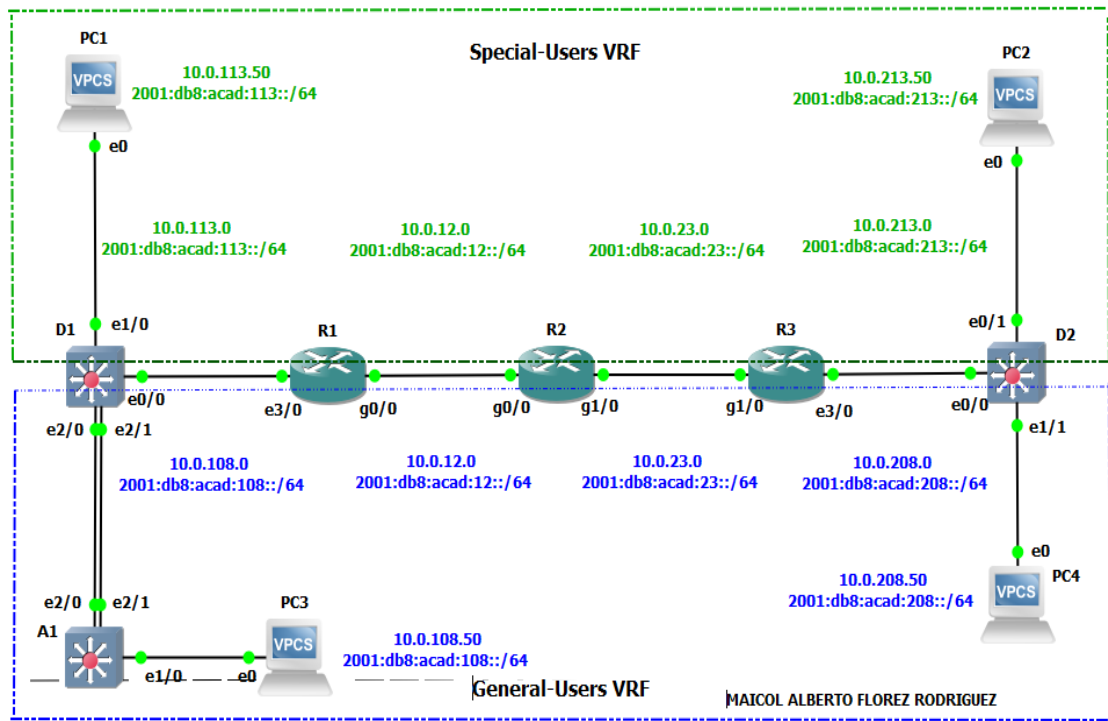 PC1
Special-Users VRF
PC2
VPCS
10.0.113.50
2001:db8:acad:113::/64
10.0.213.50
2001:db8:acad:213::/64
VPCS
e0
e0
10.0.113.0
2001:db8:acad:113::/64
10.0.12.0
2001:db8:acad:12::/64
10.0.23.0
2001:db8:acad:23::/64
10.0.213.0
2001:db8:acad:213::/64
D1
e1/0
R1
R2
R3
e0/1
D2
e0/0
e3/0
g0/0
g0/0
g1/0
g1/0
e3/0
e0/0
e2/0
e2/1
e1/1
10.0.108.0
2001:db8:acad:108::/64
10.0.12.0
2001:db8:acad:12::/64
10.0.23.0
2001:db8:acad:23::/64
10.0.208.0
2001:db8:acad:208::/64
e0
e2/0
e2/1
PC3
10.0.208.50
2001:db8:acad:208::/64
PC4
VPCS
A1
VPCS
10.0.108.50
2001:db8:acad:108::/64
e1/0
e0
General-Users VRF
MAICOL ALBERTO FLOREZ RODRIGUEZ